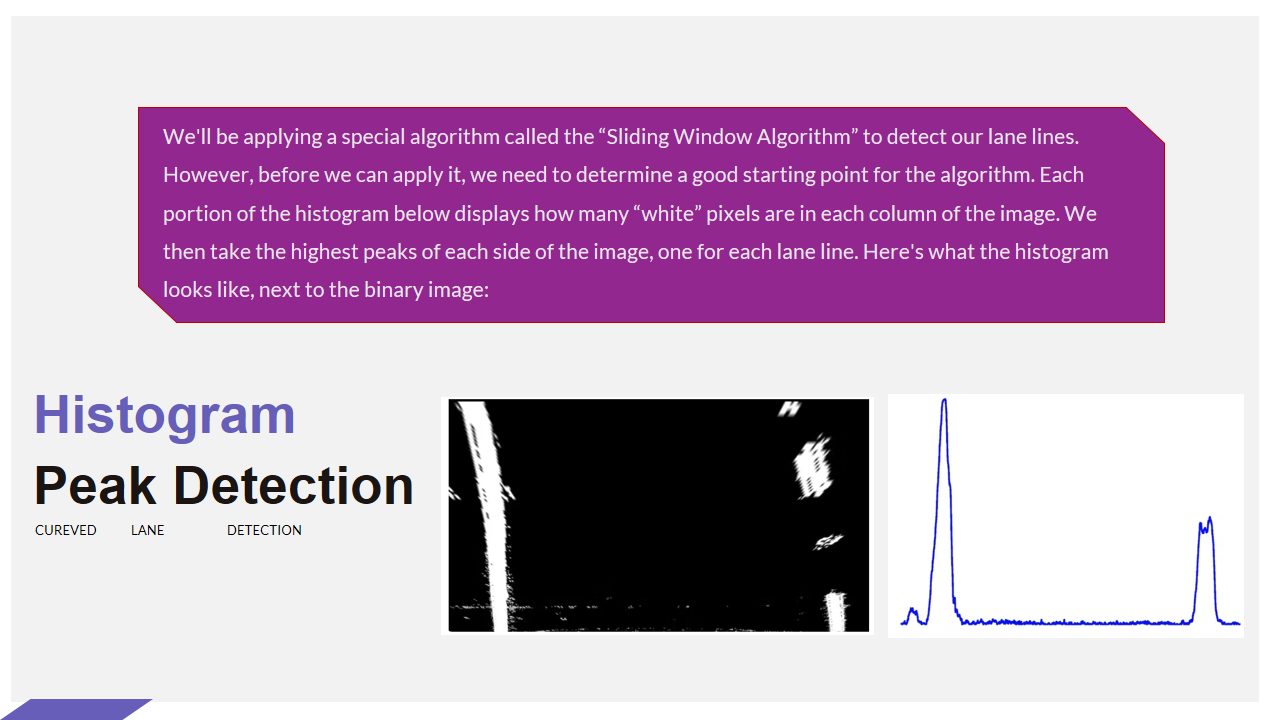 We'll be applying a special algorithm called the “Sliding Window Algorithm” to detect our lane lines.
However, before we can apply it, we need to determine a good starting point for the algorithm. Each
portion of the histogram below displays how many “white” pixels are in each column of the image. We
then take the highest peaks of each side of the image, one for each lane line. Here's what the histogram
looks like, next to the binary image:
Histogram
Peak Detection
CUREVED LANE DETECTION